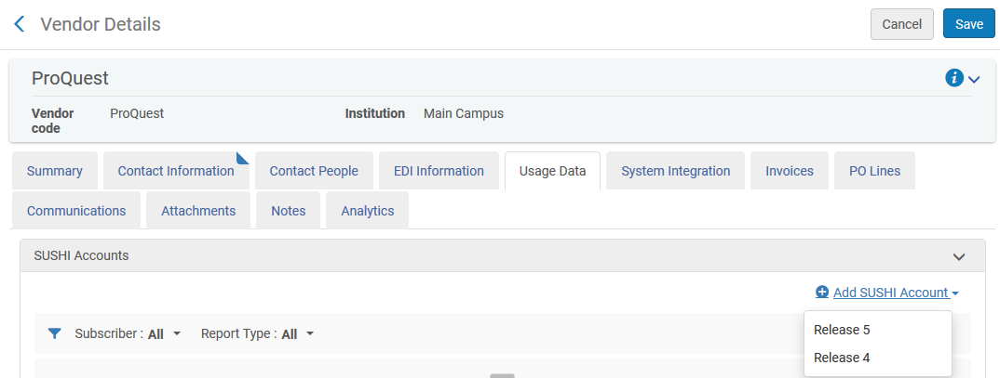 Vendor Details
Cancel
Save
ProQuest
Vendor code ProQuest Institution Main Campus
Summary Contact Information Contact People EDI Information Usage Data System Integration Invoices PO Lines
Communications Attachments Notes Analytics
SUSHI Accounts
Add SUSHI Account
Subscriber : All Report Type : All
Release 5
Release 4